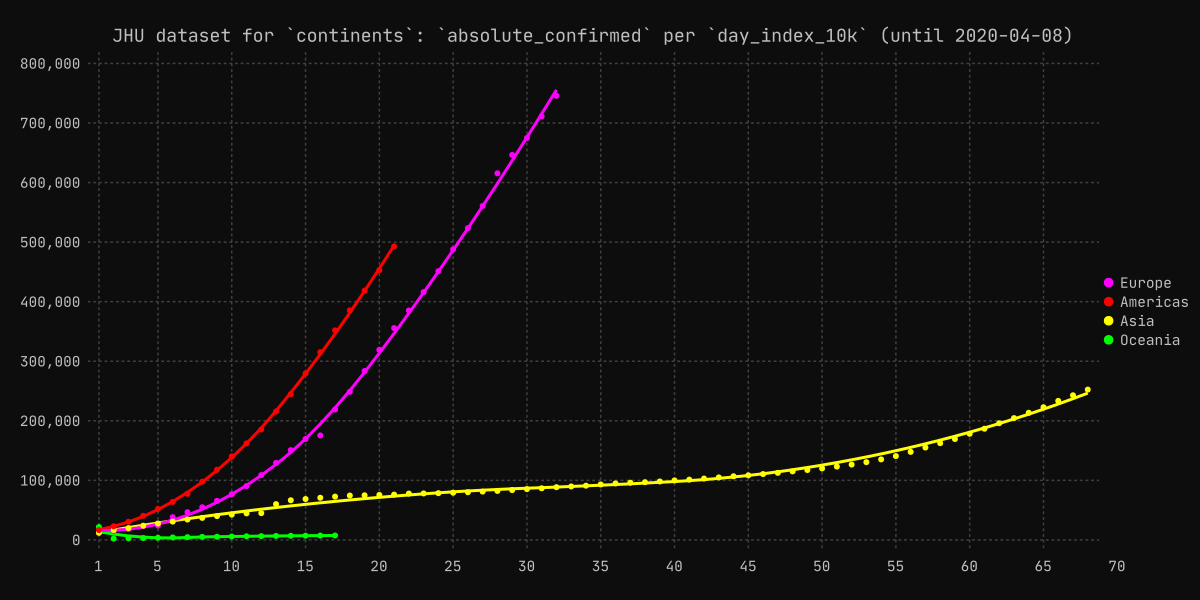 JHU dataset for `continents`: `absolute_confirmed` per `day_index_10k` (until 2020-04-08)
800,000
700,000
600,000
500,000
400,000
300,000
200,000
100,000
0
1 5 10 15 20 25 30 35 40 45 50 55 60 65 70
Europe
Americas
Asia
Oceania